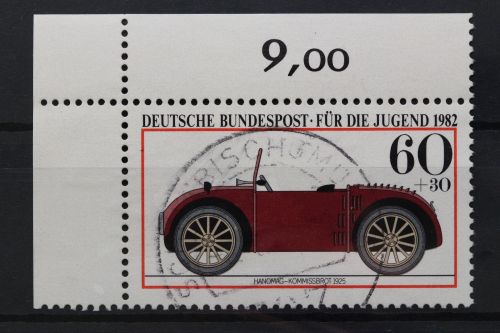 9,00
DEUTSCHE BUNDESPOST · FÜR DIE JUGEND 1982
60
+30
HANOMAG-KOMMISSBROT 1925